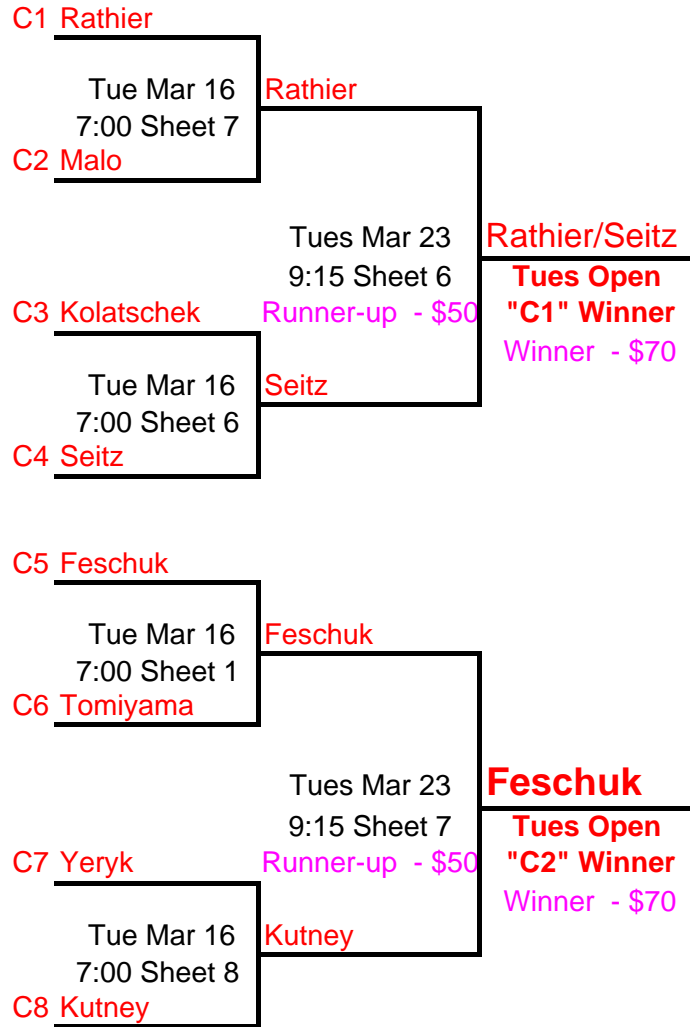 C1 Rathier
Tue Mar 16 Rathier
7:00 Sheet 7
C2 Malo
Tues Mar 23 Rathier/Seitz
9:15 Sheet 6 Tues Open
C3 Kolatschek Runner-up - $50 "C1" Winner
Winner - $70
Tue Mar 16 Seitz
7:00 Sheet 6
C4 Seitz
C5 Feschuk
Tue Mar 16 Feschuk
7:00 Sheet 1
C6 Tomiyama
Tues Mar 23 Feschuk
9:15 Sheet 7 Tues Open
C7 Yeryk Runner-up - $50 "C2" Winner
Winner - $70
Tue Mar 16 Kutney
7:00 Sheet 8
C8 Kutney